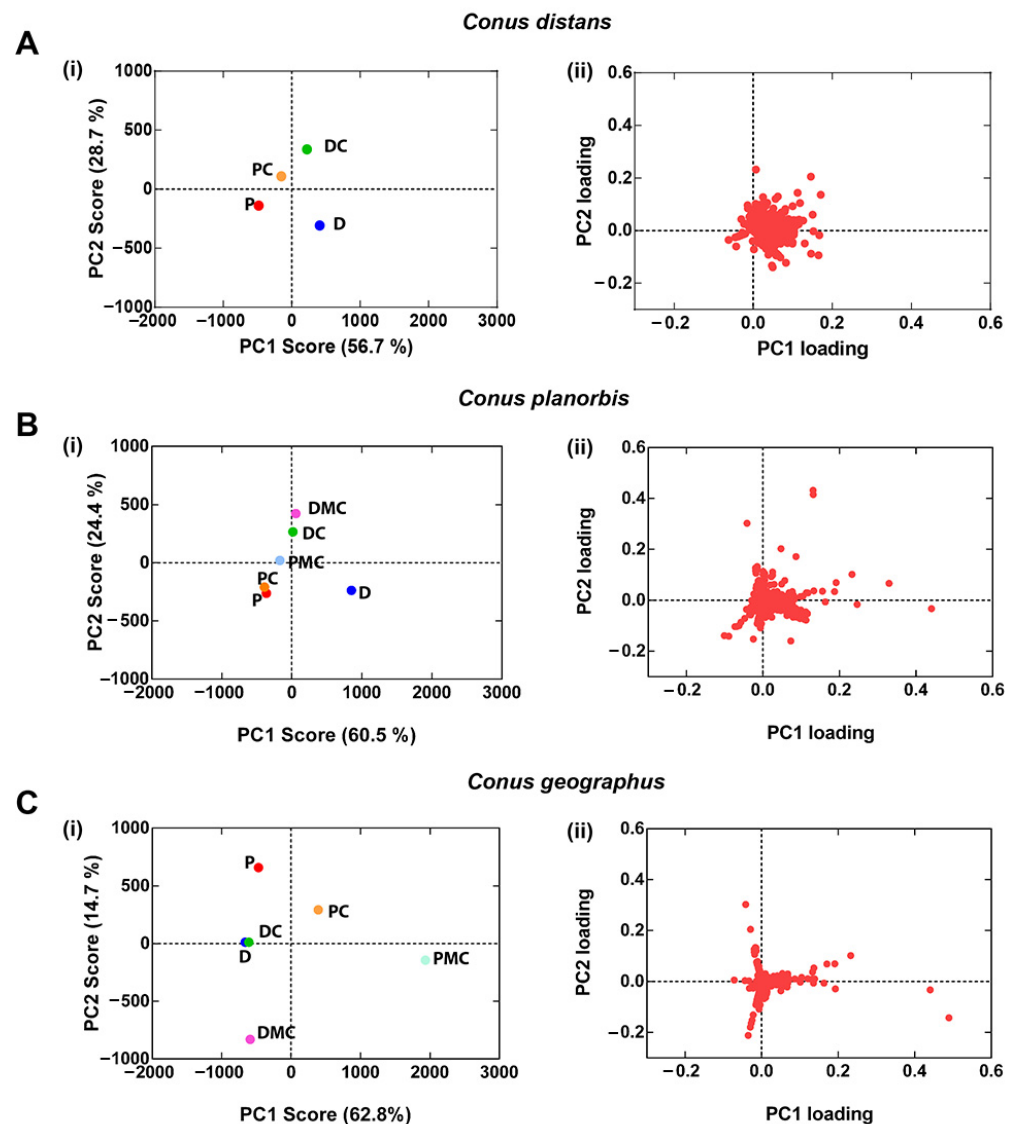 Conus distans
A
(i)
(ii)
1000
500
0
−500
−1000
PC2 Score (28.7 %)
DC
PC
P
D
−2000 −1000 0 1000 2000 3000
PC1 Score (56.7 %)
0.6
0.4
0.2
0.0
−0.2
PC2 loading
−0.2 0.0 0.2 0.4 0.6
PC1 loading
Conus planorbis
B
(i)
(ii)
1000
500
0
−500
−1000
PC2 Score (24.4 %)
DMC
DC
PMC
PC
P
D
−2000 −1000 0 1000 2000 3000
PC1 Score (60.5 %)
0.6
0.4
0.2
0.0
−0.2
PC2 loading
−0.2 0.0 0.2 0.4 0.6
PC1 loading
Conus geographus
C
(i)
(ii)
1000
500
0
−500
−1000
PC2 Score (14.7 %)
P
PC
DC
D
PMC
DMC
−2000 −1000 0 1000 2000 3000
PC1 Score (62.8%)
0.6
0.4
0.2
0.0
−0.2
PC2 loading
−0.2 0.0 0.2 0.4 0.6
PC1 loading